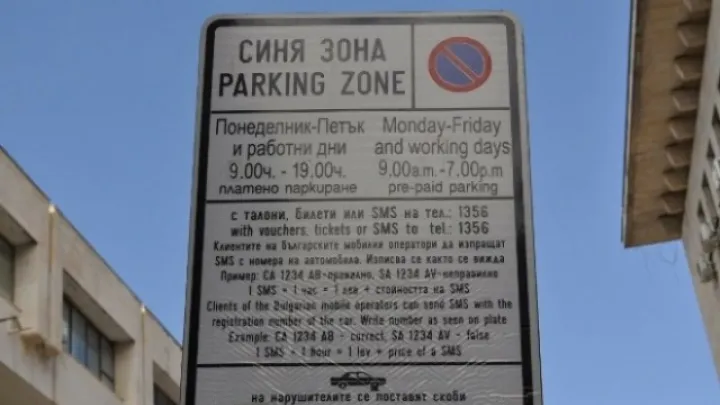 СИНЯ ЗОНА
PARKING ZONE
Понеделник-Петък
и работни дни
9.00ч. - 19.00ч.
платено паркиране
Monday-Friday
and working days
9.00a.m.-7.00p.m
pre-paid parking
с талони, билети или SMS на тел.: 1356
with vouchers, tickets or SMS to tel.: 1356
Клиентите на българските мобилни оператори да изпращат
SMS с номера на автомобила. Изписва се както се вижда
Пример: CA 1234 AB-правилно, SA 1234 AV-неправилно
1 SMS = 1 час = 1 лев + стойността на SMS
Clients of the Bulgarian mobile operators can send SMS with the
registration number of the car. Write number as seen on plate
Example: CA 1234 AB - correct, SA 1234 AV - false
1 SMS = 1 hour = 1 lev + price of a SMS
на нарушителите се поставят скоби